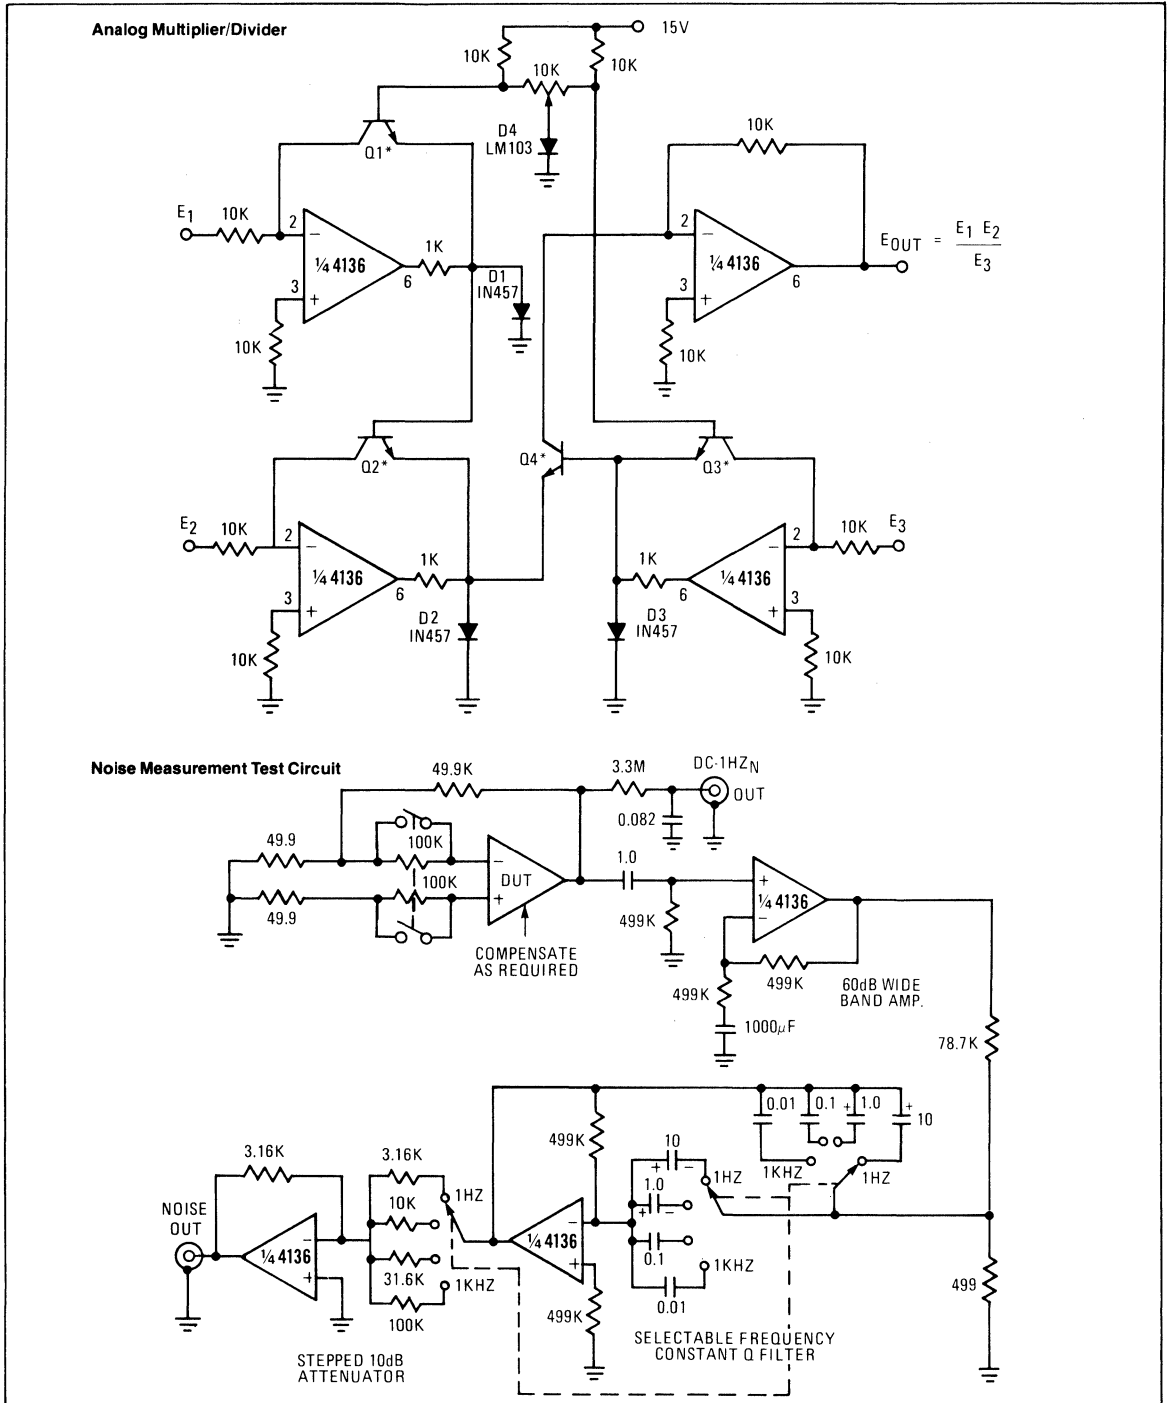 Analog Multiplier/Divider
15V
10K
10K
10K
D4
LM103
Q1*
10K
E1
10K
2
−
¼ 4136
6
3
+
1K
D1
IN457
10K
2
−
¼ 4136
6
3
+
10K
EOUT = E1 E2
E3
Q2*
Q4*
Q3*
E2
10K
2
−
¼ 4136
6
3
+
1K
D2
IN457
10K
1K
6
D3
IN457
2
−
¼ 4136
3
+
10K
E3
10K
Noise Measurement Test Circuit
49.9K
3.3M
DC-1HZN
OUT
0.082
49.9
100K
100K
49.9
−
DUT
+
COMPENSATE
AS REQUIRED
1.0
499K
+
¼ 4136
−
499K
499K
1000μF
60dB WIDE
BAND AMP.
78.7K
0.01
0.1
+
1.0
+
10
1KHZ
1HZ
499K
10
+ −
1HZ
1.0
+ −
0.1
1KHZ
0.01
499
3.16K
3.16K
1HZ
10K
31.6K
1KHZ
100K
NOISE
OUT
−
¼ 4136
+
−
¼ 4136
+
499K
SELECTABLE FREQUENCY
CONSTANT Q FILTER
STEPPED 10dB
ATTENUATOR